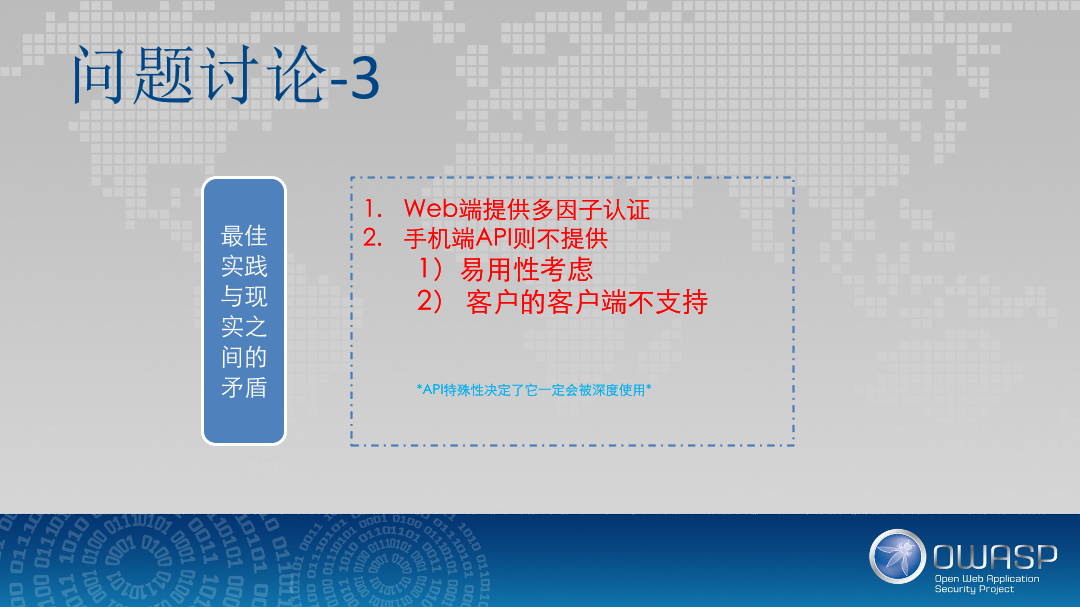 问题讨论-3
最佳
实践
与现
实之
间的
矛盾
1. Web端提供多因子认证
2. 手机端API则不提供
1）易用性考虑
2） 客户的客户端不支持
*API特殊性决定了它一定会被深度使用*
OWASP
Open Web Application
Security Project